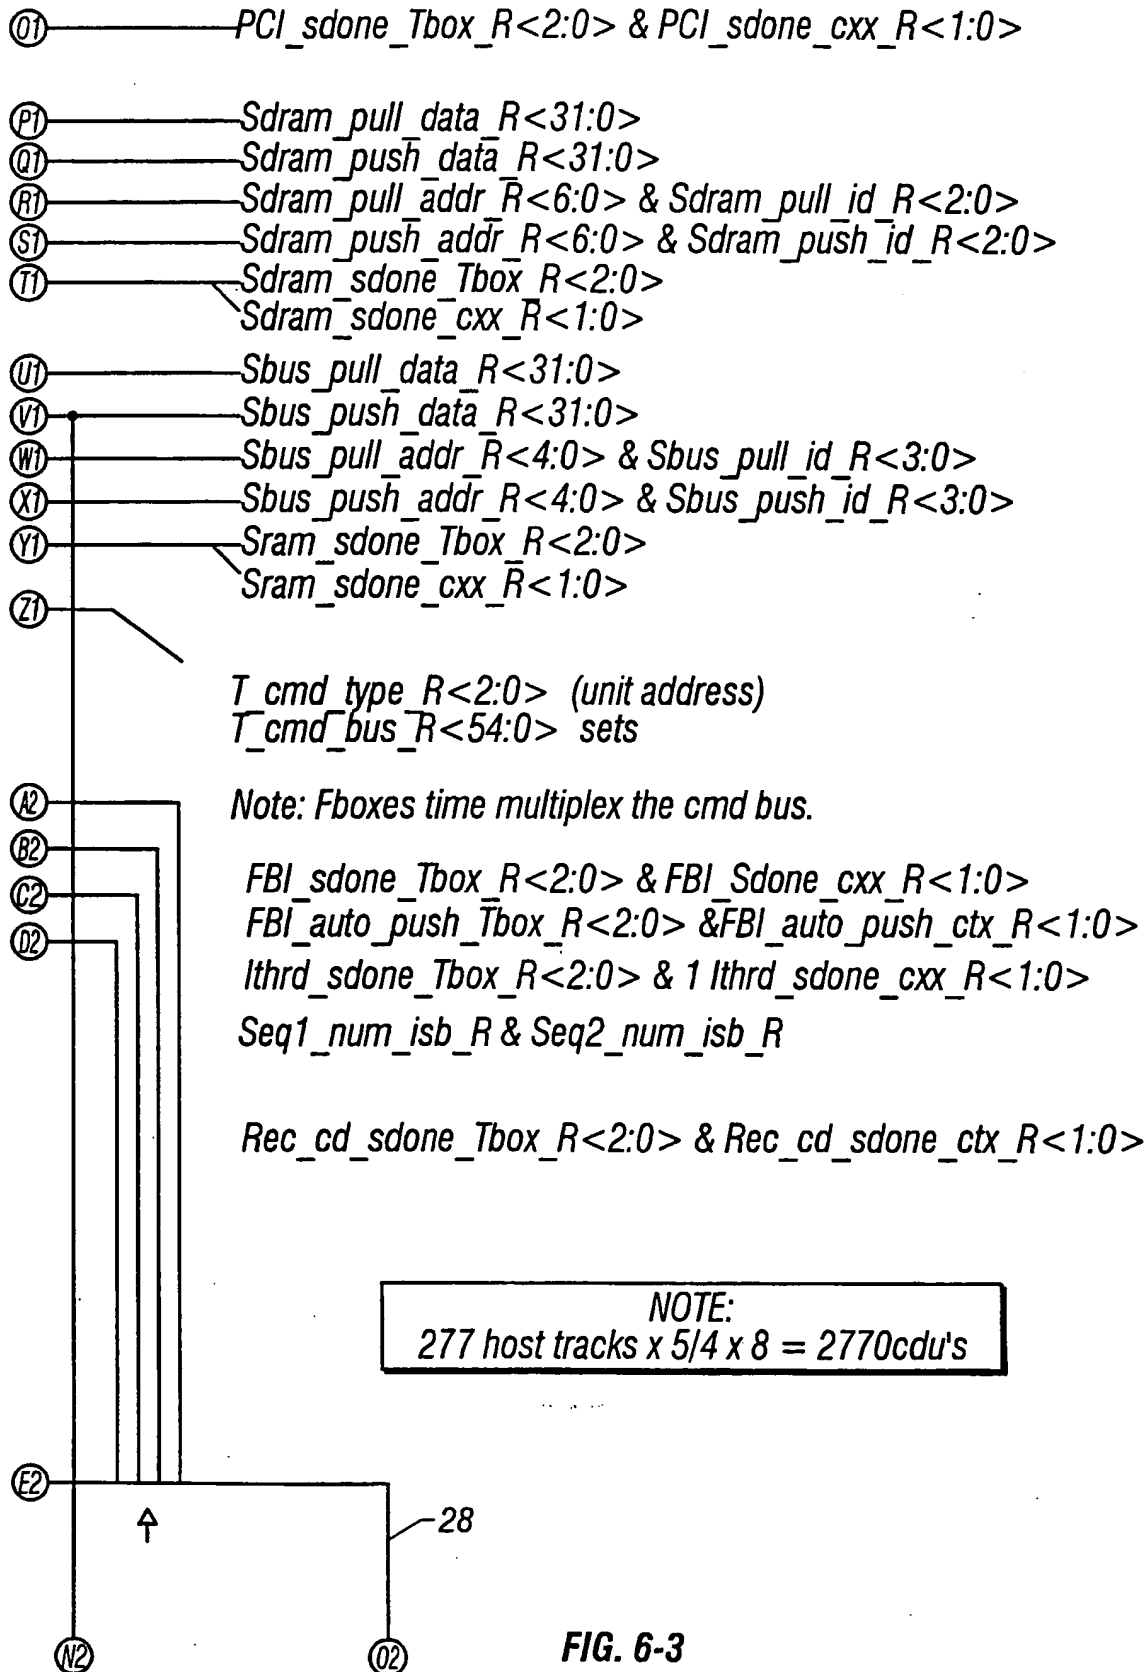 O1 PCI_sdone_Tbox_R<2:0> & PCI_sdone_cxx_R<1:0>
P1 Sdram_pull_data_R<31:0>
Q1 Sdram_push_data_R<31:0>
R1 Sdram_pull_addr_R<6:0> & Sdram_pull_id_R<2:0>
S1 Sdram_push_addr_R<6:0> & Sdram_push_id_R<2:0>
T1 Sdram_sdone_Tbox_R<2:0>
Sdram_sdone_cxx_R<1:0>
U1 Sbus_pull_data_R<31:0>
V1 Sbus_push_data_R<31:0>
W1 Sbus_pull_addr_R<4:0> & Sbus_pull_id_R<3:0>
X1 Sbus_push_addr_R<4:0> & Sbus_push_id_R<3:0>
Y1 Sram_sdone_Tbox_R<2:0>
Sram_sdone_cxx_R<1:0>
Z1
T_cmd_type_R<2:0> (unit address)
T_cmd_bus_R<54:0> sets
A2 Note: Fboxes time multiplex the cmd bus.
B2
FBI_sdone_Tbox_R<2:0> & FBI_Sdone_cxx_R<1:0>
C2
FBI_auto_push_Tbox_R<2:0> &FBI_auto_push_ctx_R<1:0>
D2
Ithrd_sdone_Tbox_R<2:0> & 1 Ithrd_sdone_cxx_R<1:0>
Seq1_num_isb_R & Seq2_num_isb_R
Rec_cd_sdone_Tbox_R<2:0> & Rec_cd_sdone_ctx_R<1:0>
NOTE:
277 host tracks x 5/4 x 8 = 2770cdu's
E2
28
N2 O2 FIG. 6-3